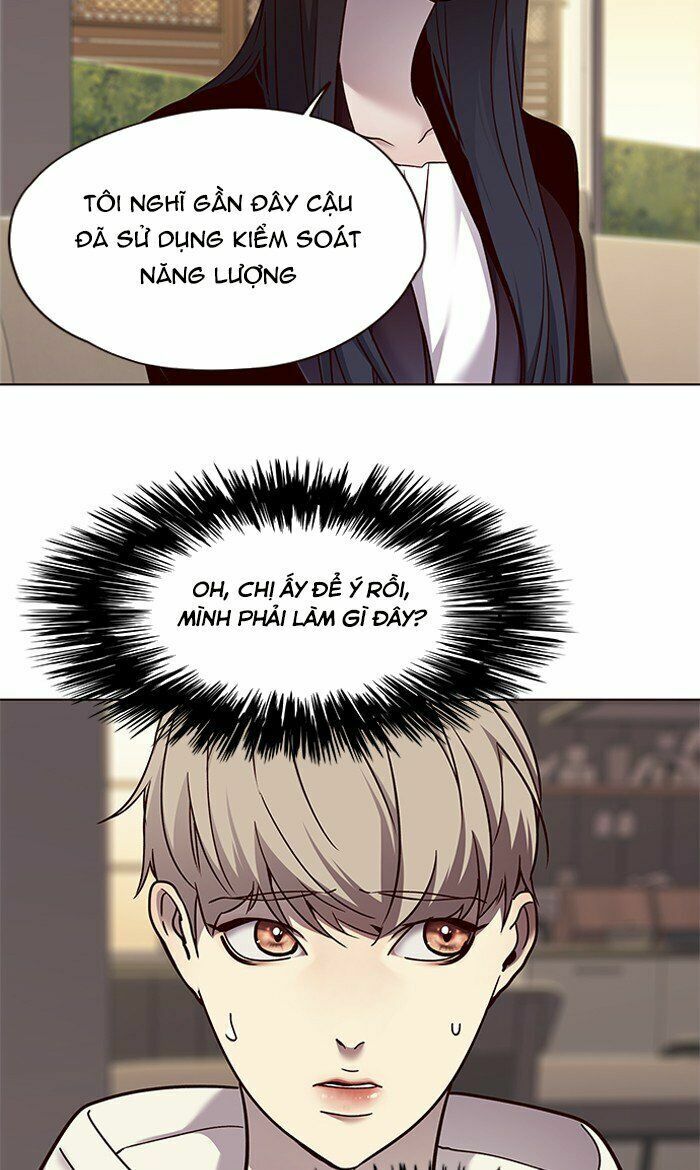 TÔI NGHĨ GẦN ĐÂY CẬU
ĐÃ SỬ DỤNG KIỂM SOÁT
NĂNG LƯỢNG
OH, CHỊ ẤY ĐỂ Ý RỒI,
MÌNH PHẢI LÀM GÌ ĐÂY?